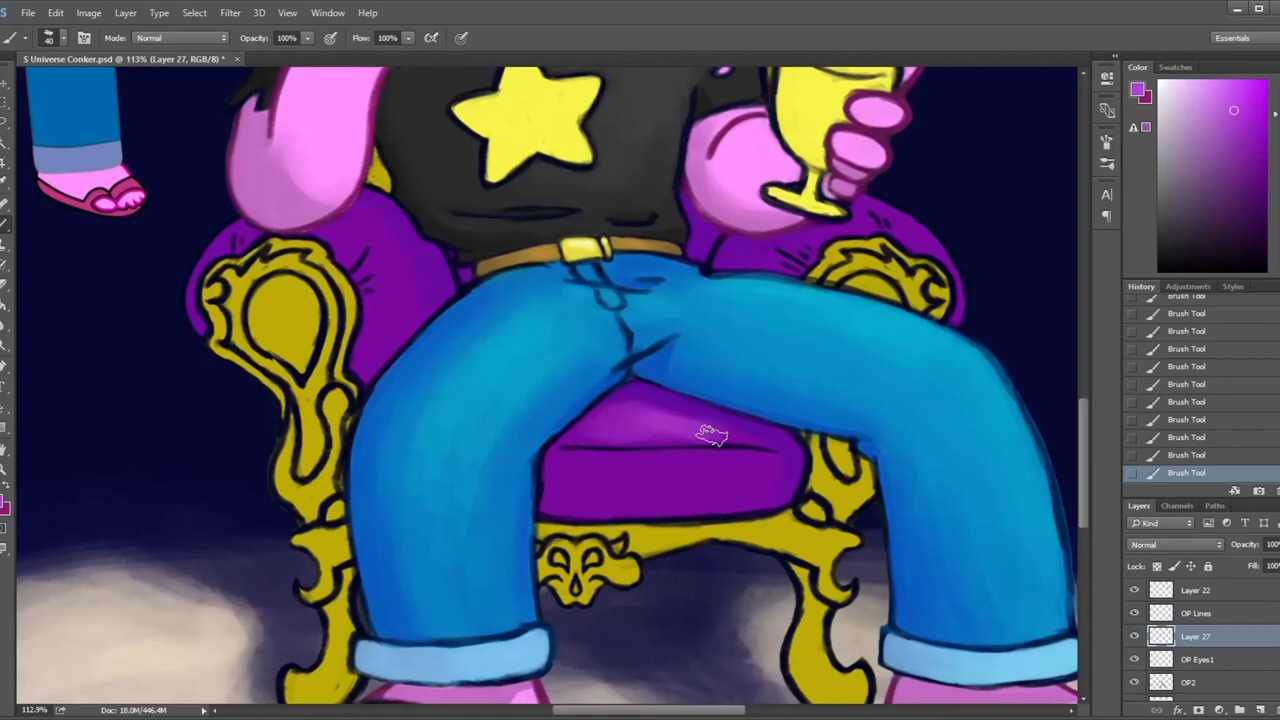 File Edit Image Layer Type Select Filter 3D View Window Help
40 Mode: Normal Opacity: 100% Flow: 100% Essentials
S Universe Conker.psd @ 113% (Layer 27, RGB/8) * ×
Color Swatches
A
History Adjustments Styles
Brush Tool
Brush Tool
Brush Tool
Brush Tool
Brush Tool
Brush Tool
Brush Tool
Brush Tool
Brush Tool
Brush Tool
Brush Tool
Layers Channels Paths
Kind
Normal Opacity: 100%
Lock: Fill: 100%
Layer 22
OP Lines
Layer 27
OP Eyes1
OP2
112.9% Doc: 18.0M/446.4M